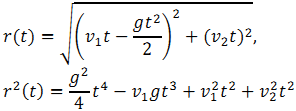 r(t) = √((v₁t − gt²/2)² + (v₂t)²),
r²(t) = g²/4 t⁴ − v₁gt³ + v₁²t² + v₂²t²